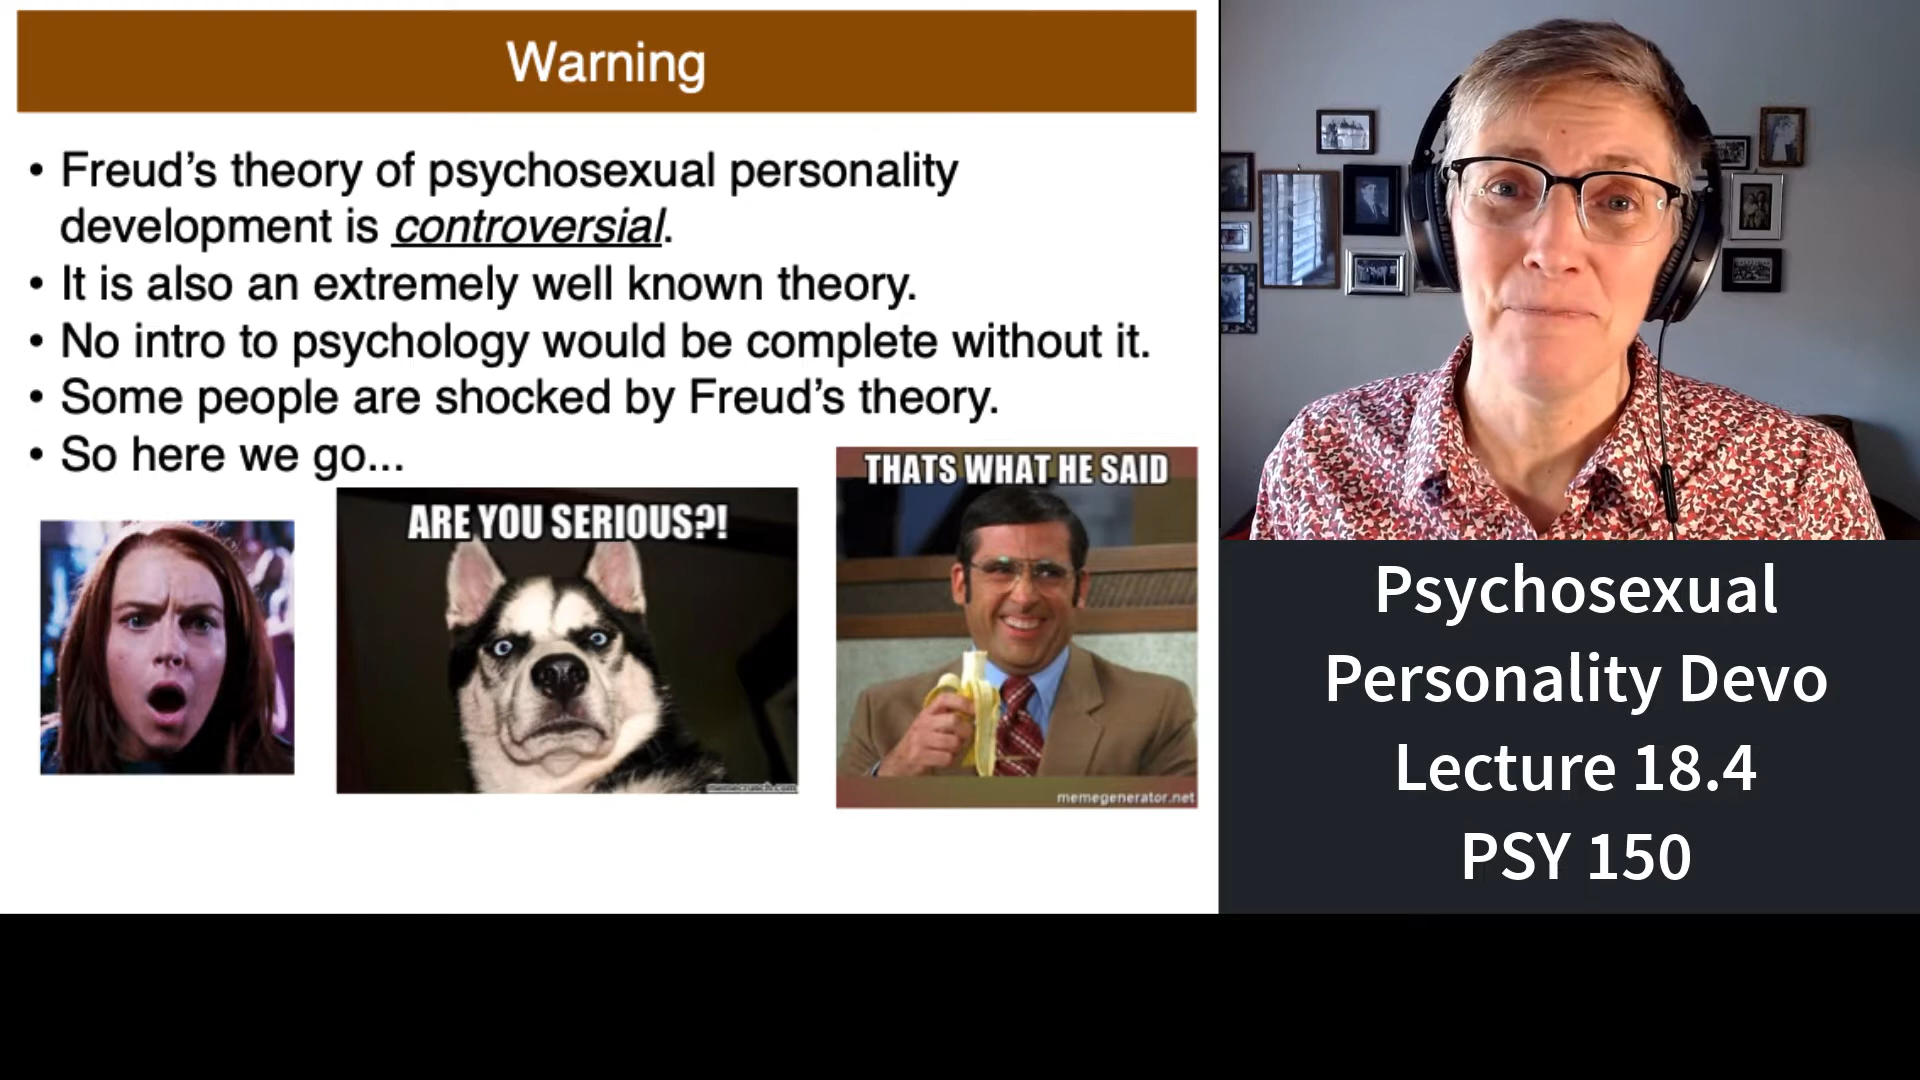 Warning
• Freud's theory of psychosexual personality
development is controversial.
• It is also an extremely well known theory.
• No intro to psychology would be complete without it.
• Some people are shocked by Freud's theory.
• So here we go...
ARE YOU SERIOUS?!
memecrunch.com
THATS WHAT HE SAID
memegenerator.net
Psychosexual
Personality Devo
Lecture 18.4
PSY 150